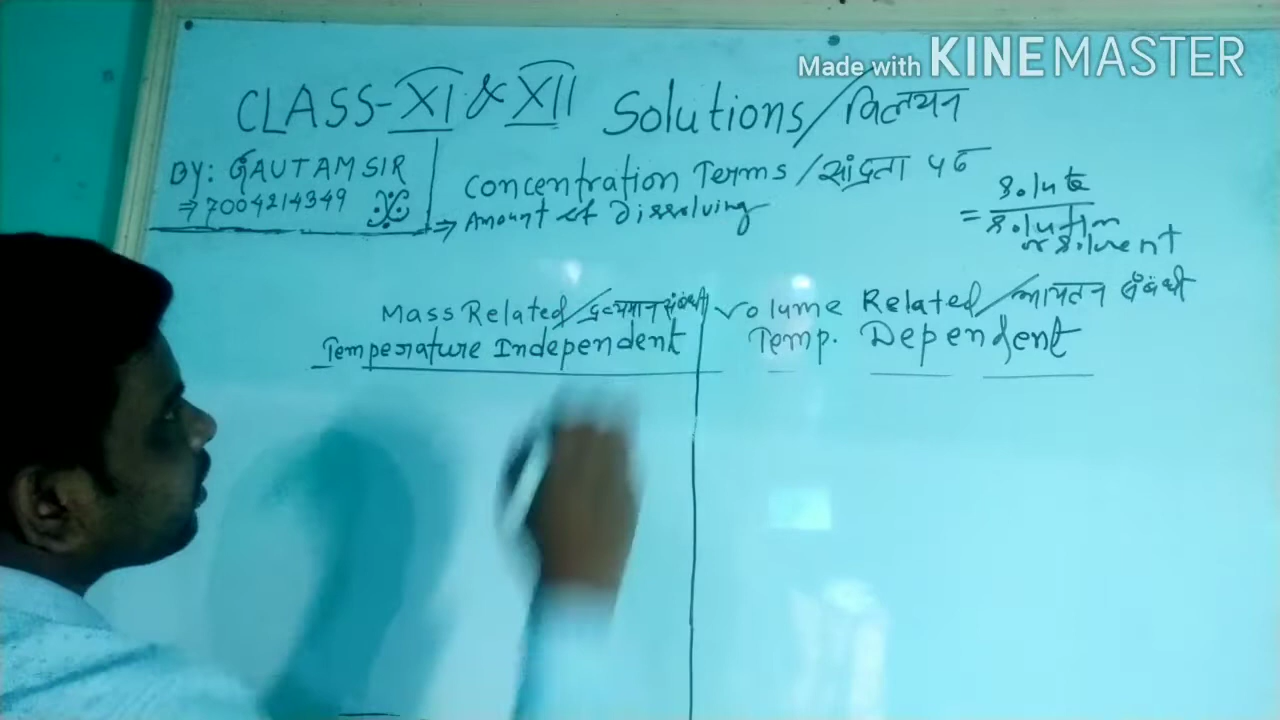 Made with KINEMASTER
CLASS-XI & XII Solutions/विलयन
BY: GAUTAM SIR
⇒7004214349
Concentration Terms/सांद्रता पद
⇒ Amount of Dissolving
= solute
solution
or solvent
Mass Related/द्रव्यमान संबंधी
Temperature Independent
Volume Related/आयतन संबंधी
Temp. Dependent